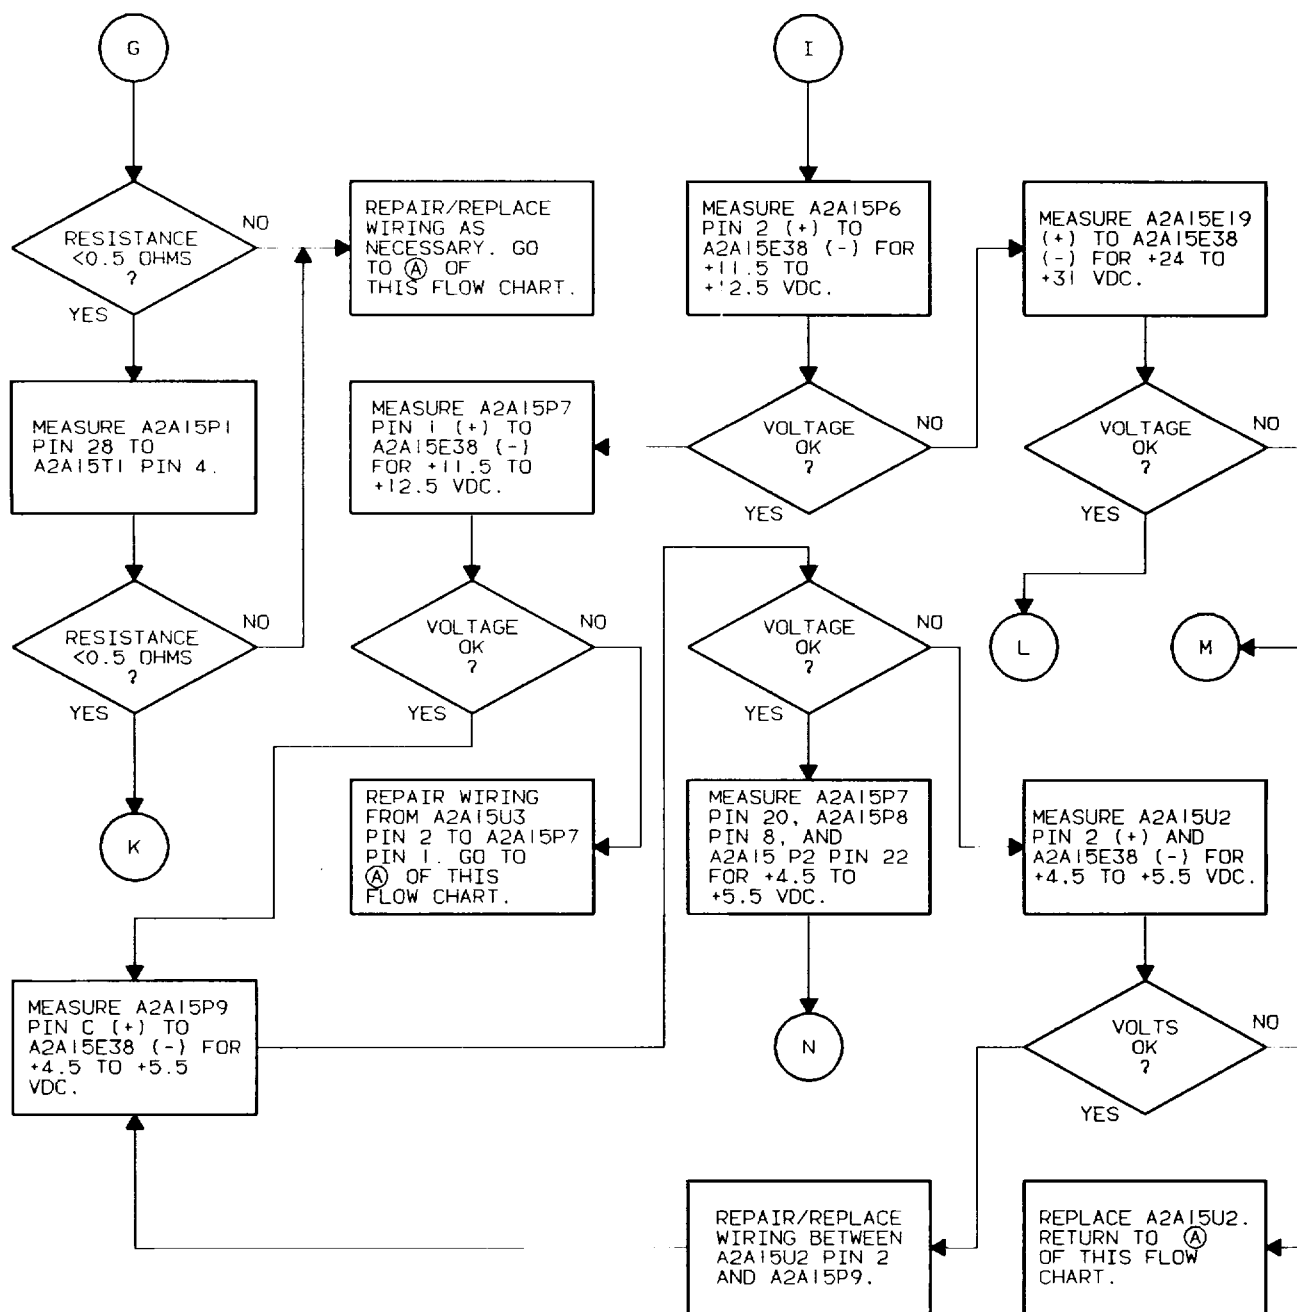 G
RESISTANCE
<0.5 OHMS
?
NO
YES
REPAIR/REPLACE
WIRING AS
NECESSARY. GO
TO Ⓐ OF
THIS FLOW CHART.
MEASURE A2A15P1
PIN 28 TO
A2A15T1 PIN 4.
RESISTANCE
<0.5 OHMS
?
NO
YES
K
I
MEASURE A2A15P6
PIN 2 (+) TO
A2A15E38 (-) FOR
+11.5 TO
+12.5 VDC.
VOLTAGE
OK
?
NO
YES
MEASURE A2A15E19
(+) TO A2A15E38
(-) FOR +24 TO
+31 VDC.
VOLTAGE
OK
?
NO
YES
L
M
MEASURE A2A15P7
PIN 1 (+) TO
A2A15E38 (-)
FOR +11.5 TO
+12.5 VDC.
VOLTAGE
OK
?
NO
YES
REPAIR WIRING
FROM A2A15U3
PIN 2 TO A2A15P7
PIN 1. GO TO
Ⓐ OF THIS
FLOW CHART.
MEASURE A2A15P9
PIN C (+) TO
A2A15E38 (-) FOR
+4.5 TO +5.5
VDC.
VOLTAGE
OK
?
NO
YES
MEASURE A2A15P7
PIN 20, A2A15P8
PIN 8, AND
A2A15 P2 PIN 22
FOR +4.5 TO
+5.5 VDC.
N
MEASURE A2A15U2
PIN 2 (+) AND
A2A15E38 (-) FOR
+4.5 TO +5.5 VDC.
VOLTS
OK
?
NO
YES
REPAIR/REPLACE
WIRING BETWEEN
A2A15U2 PIN 2
AND A2A15P9.
REPLACE A2A15U2.
RETURN TO Ⓐ
OF THIS FLOW
CHART.